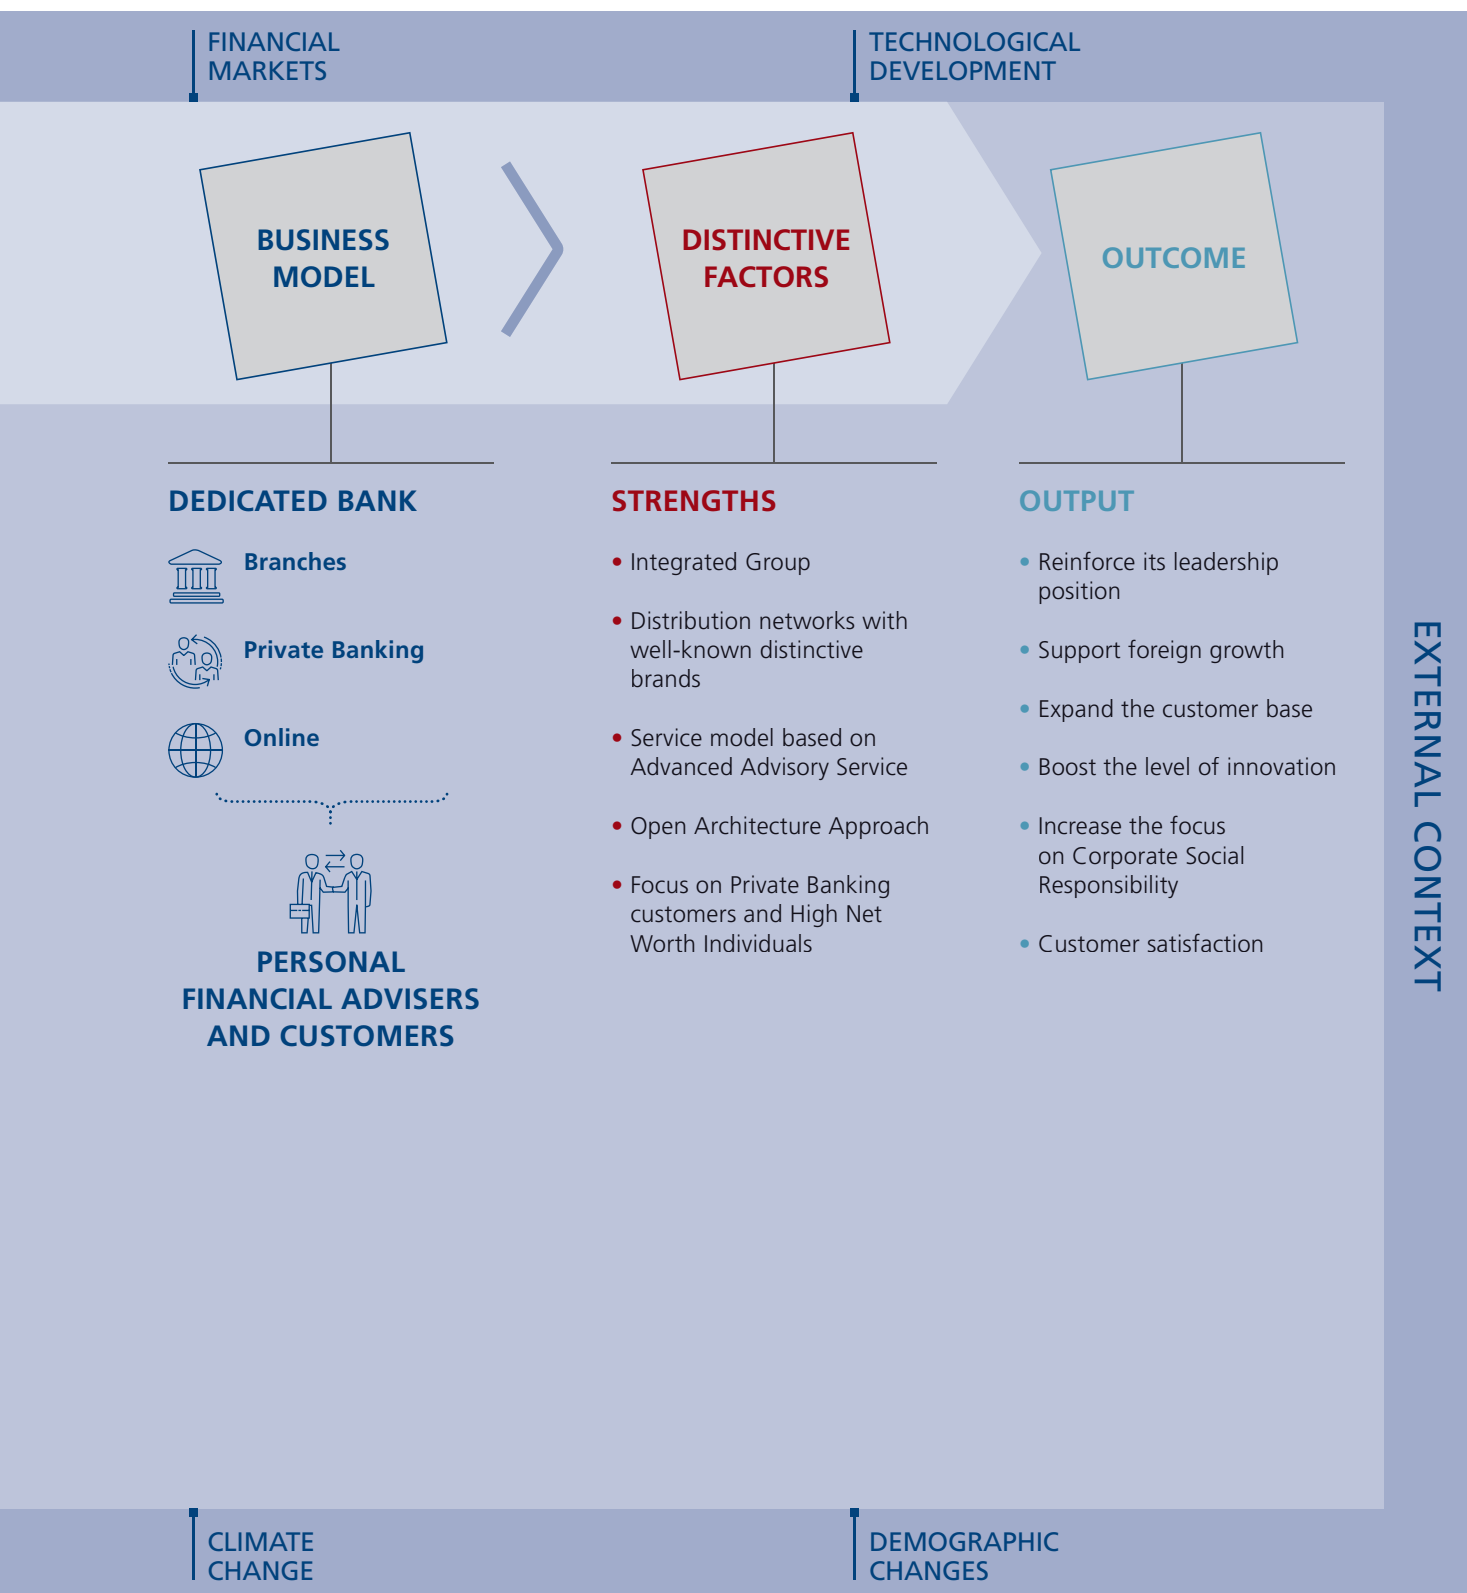 FINANCIAL
MARKETS
TECHNOLOGICAL
DEVELOPMENT
BUSINESS
MODEL
DISTINCTIVE
FACTORS
OUTCOME
DEDICATED BANK
Branches
Private Banking
Online
PERSONAL
FINANCIAL ADVISERS
AND CUSTOMERS
STRENGTHS
• Integrated Group
• Distribution networks with
well-known distinctive
brands
• Service model based on
Advanced Advisory Service
• Open Architecture Approach
• Focus on Private Banking
customers and High Net
Worth Individuals
OUTPUT
• Reinforce its leadership
position
• Support foreign growth
• Expand the customer base
• Boost the level of innovation
• Increase the focus
on Corporate Social
Responsibility
• Customer satisfaction
EXTERNAL CONTEXT
CLIMATE
CHANGE
DEMOGRAPHIC
CHANGES